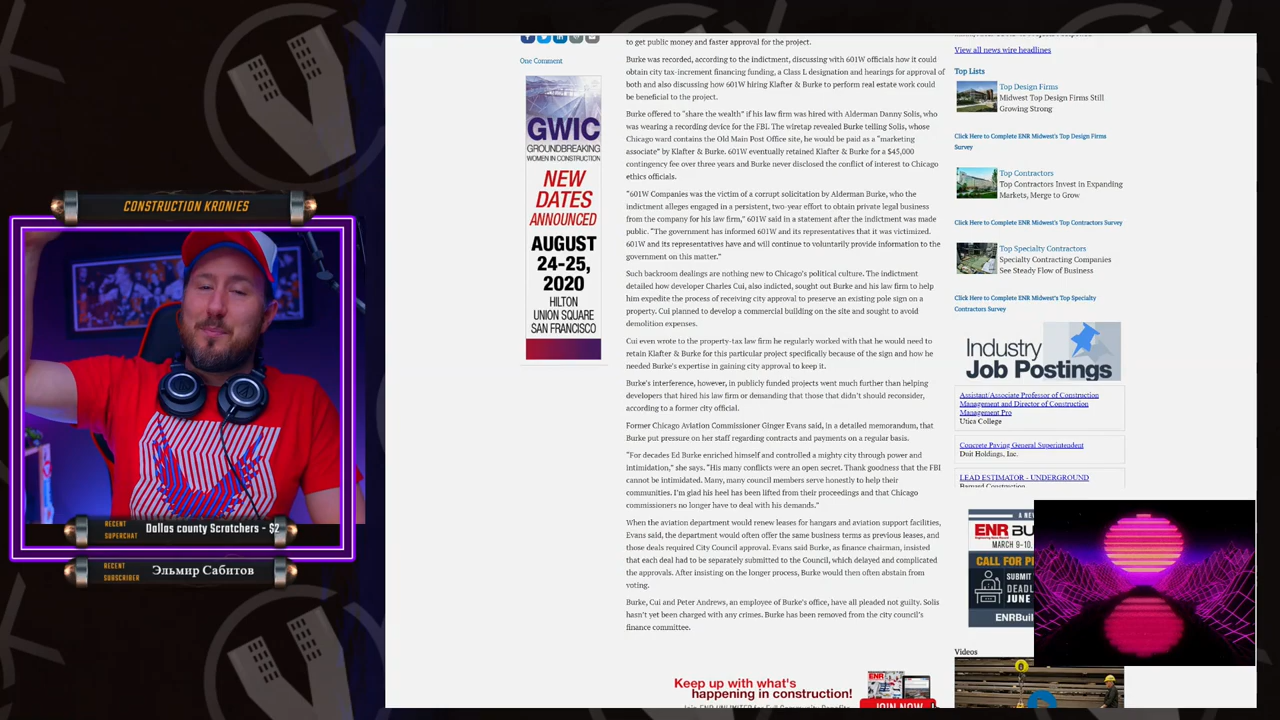 CONSTRUCTION KRONIES
RECENT
SUPERCHAT
Dallas county Scratchers - $2
RECENT
SUBSCRIBER
Эльмир Сабитов
One Comment
GWIC
GROUNDBREAKING
WOMEN IN CONSTRUCTION
NEW
DATES
ANNOUNCED
AUGUST
24-25,
2020
HILTON
UNION SQUARE
SAN FRANCISCO
to get public money and faster approval for the project.
Burke was recorded, according to the indictment, discussing with 601W officials how it could
obtain city tax-increment financing funding, a Class L designation and hearings for approval of
both and also discussing how 601W hiring Klafter & Burke to perform real estate work could
be beneficial to the project.
Burke offered to “share the wealth” if his law firm was hired with Alderman Danny Solis, who
was wearing a recording device for the FBI. The wiretap revealed Burke telling Solis, whose
Chicago ward contains the Old Main Post Office site, he would be paid as a “marketing
associate” by Klafter & Burke. 601W eventually retained Klafter & Burke for a $45,000
contingency fee over three years and Burke never disclosed the conflict of interest to Chicago
ethics officials.
“601W Companies was the victim of a corrupt solicitation by Alderman Burke, who the
indictment alleges engaged in a persistent, two-year effort to obtain private legal business
from the company for his law firm,” 601W said in a statement after the indictment was made
public. “The government has informed 601W and its representatives that it was victimized.
601W and its representatives have and will continue to voluntarily provide information to the
government on this matter.”
Such backroom dealings are nothing new to Chicago's political culture. The indictment
detailed how developer Charles Cui, also indicted, sought out Burke and his law firm to help
him expedite the process of receiving city approval to preserve an existing pole sign on a
property. Cui planned to develop a commercial building on the site and sought to avoid
demolition expenses.
Cui even wrote to the property-tax law firm he regularly worked with that he would need to
retain Klafter & Burke for this particular project specifically because of the sign and how he
needed Burke's expertise in gaining city approval to keep it.
Burke's interference, however, in publicly funded projects went much further than helping
developers that hired his law firm or demanding that those that didn't should reconsider,
according to a former city official.
Former Chicago Aviation Commissioner Ginger Evans said, in a detailed memorandum, that
Burke put pressure on her staff regarding contracts and payments on a regular basis.
“For decades Ed Burke enriched himself and controlled a mighty city through power and
intimidation,” she says. “His many conflicts were an open secret. Thank goodness that the FBI
cannot be intimidated. Many, many council members serve honestly to help their
communities. I'm glad his heel has been lifted from their proceedings and that Chicago
commissioners no longer have to deal with his demands.”
When the aviation department would renew leases for hangars and aviation support facilities,
Evans said, the department would often offer the same business terms as previous leases, and
those deals required City Council approval. Evans said Burke, as finance chairman, insisted
that each deal had to be separately submitted to the Council, which delayed and complicated
the approvals. After insisting on the longer process, Burke would then often abstain from
voting.
Burke, Cui and Peter Andrews, an employee of Burke's office, have all pleaded not guilty. Solis
hasn't yet been charged with any crimes. Burke has been removed from the city council's
finance committee.
Keep up with what's
happening in construction!
JOIN NOW
View all news wire headlines
Top Lists
Top Design Firms
Midwest Top Design Firms Still
Growing Strong
Click Here to Complete ENR Midwest's Top Design Firms
Survey
Top Contractors
Top Contractors Invest in Expanding
Markets, Merge to Grow
Click Here to Complete ENR Midwest's Top Contractors Survey
Top Specialty Contractors
Specialty Contracting Companies
See Steady Flow of Business
Click Here to Complete ENR Midwest's Top Specialty
Contractors Survey
Industry
Job Postings
Assistant/Associate Professor of Construction
Management and Director of Construction
Management Pro
Utica College
Concrete Paving General Superintendent
Duit Holdings, Inc.
LEAD ESTIMATOR - UNDERGROUND
Barnard Construction
A NEW
ENR
MARCH 9-10,
CALL FOR
SUBMIT
JUNE
Videos